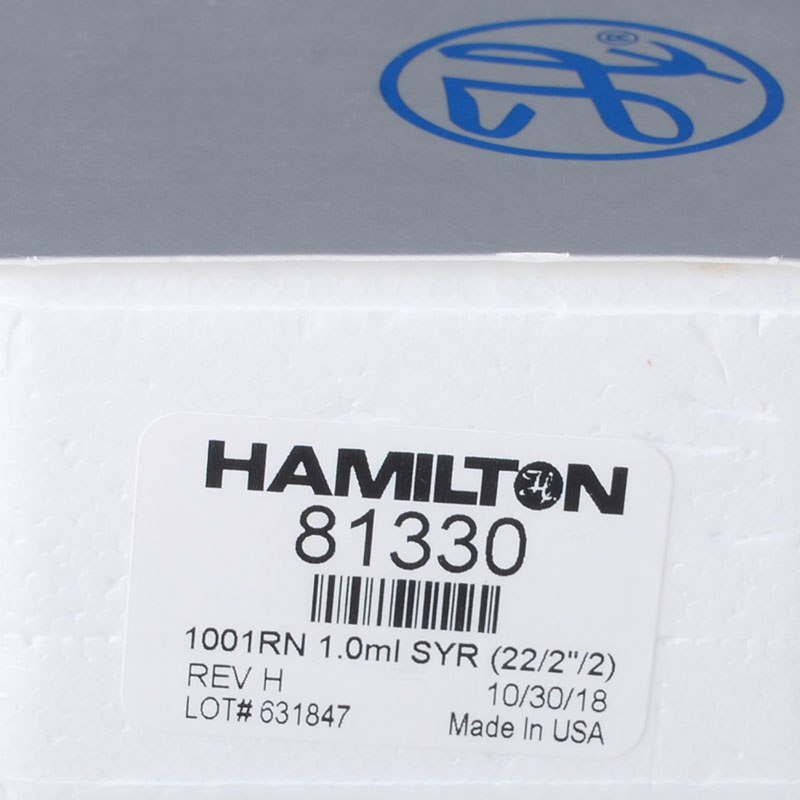 ®
HAMILTON
81330
1001RN 1.0ml SYR (22/2"/2)
REV H 10/30/18
LOT# 631847 Made In USA